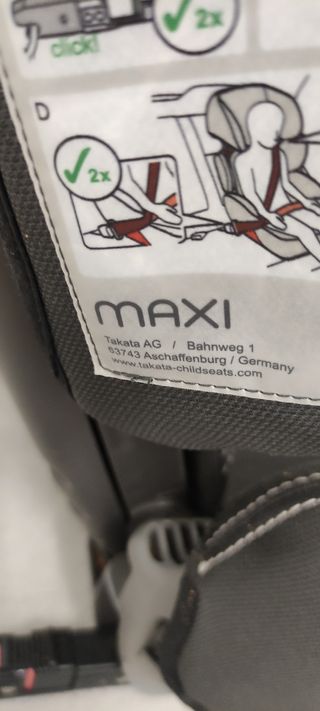 click!
2x
D
2x
MAXI
Takata AG / Bahnweg 1
63743 Aschaffenburg / Germany
www.takata-childseats.com